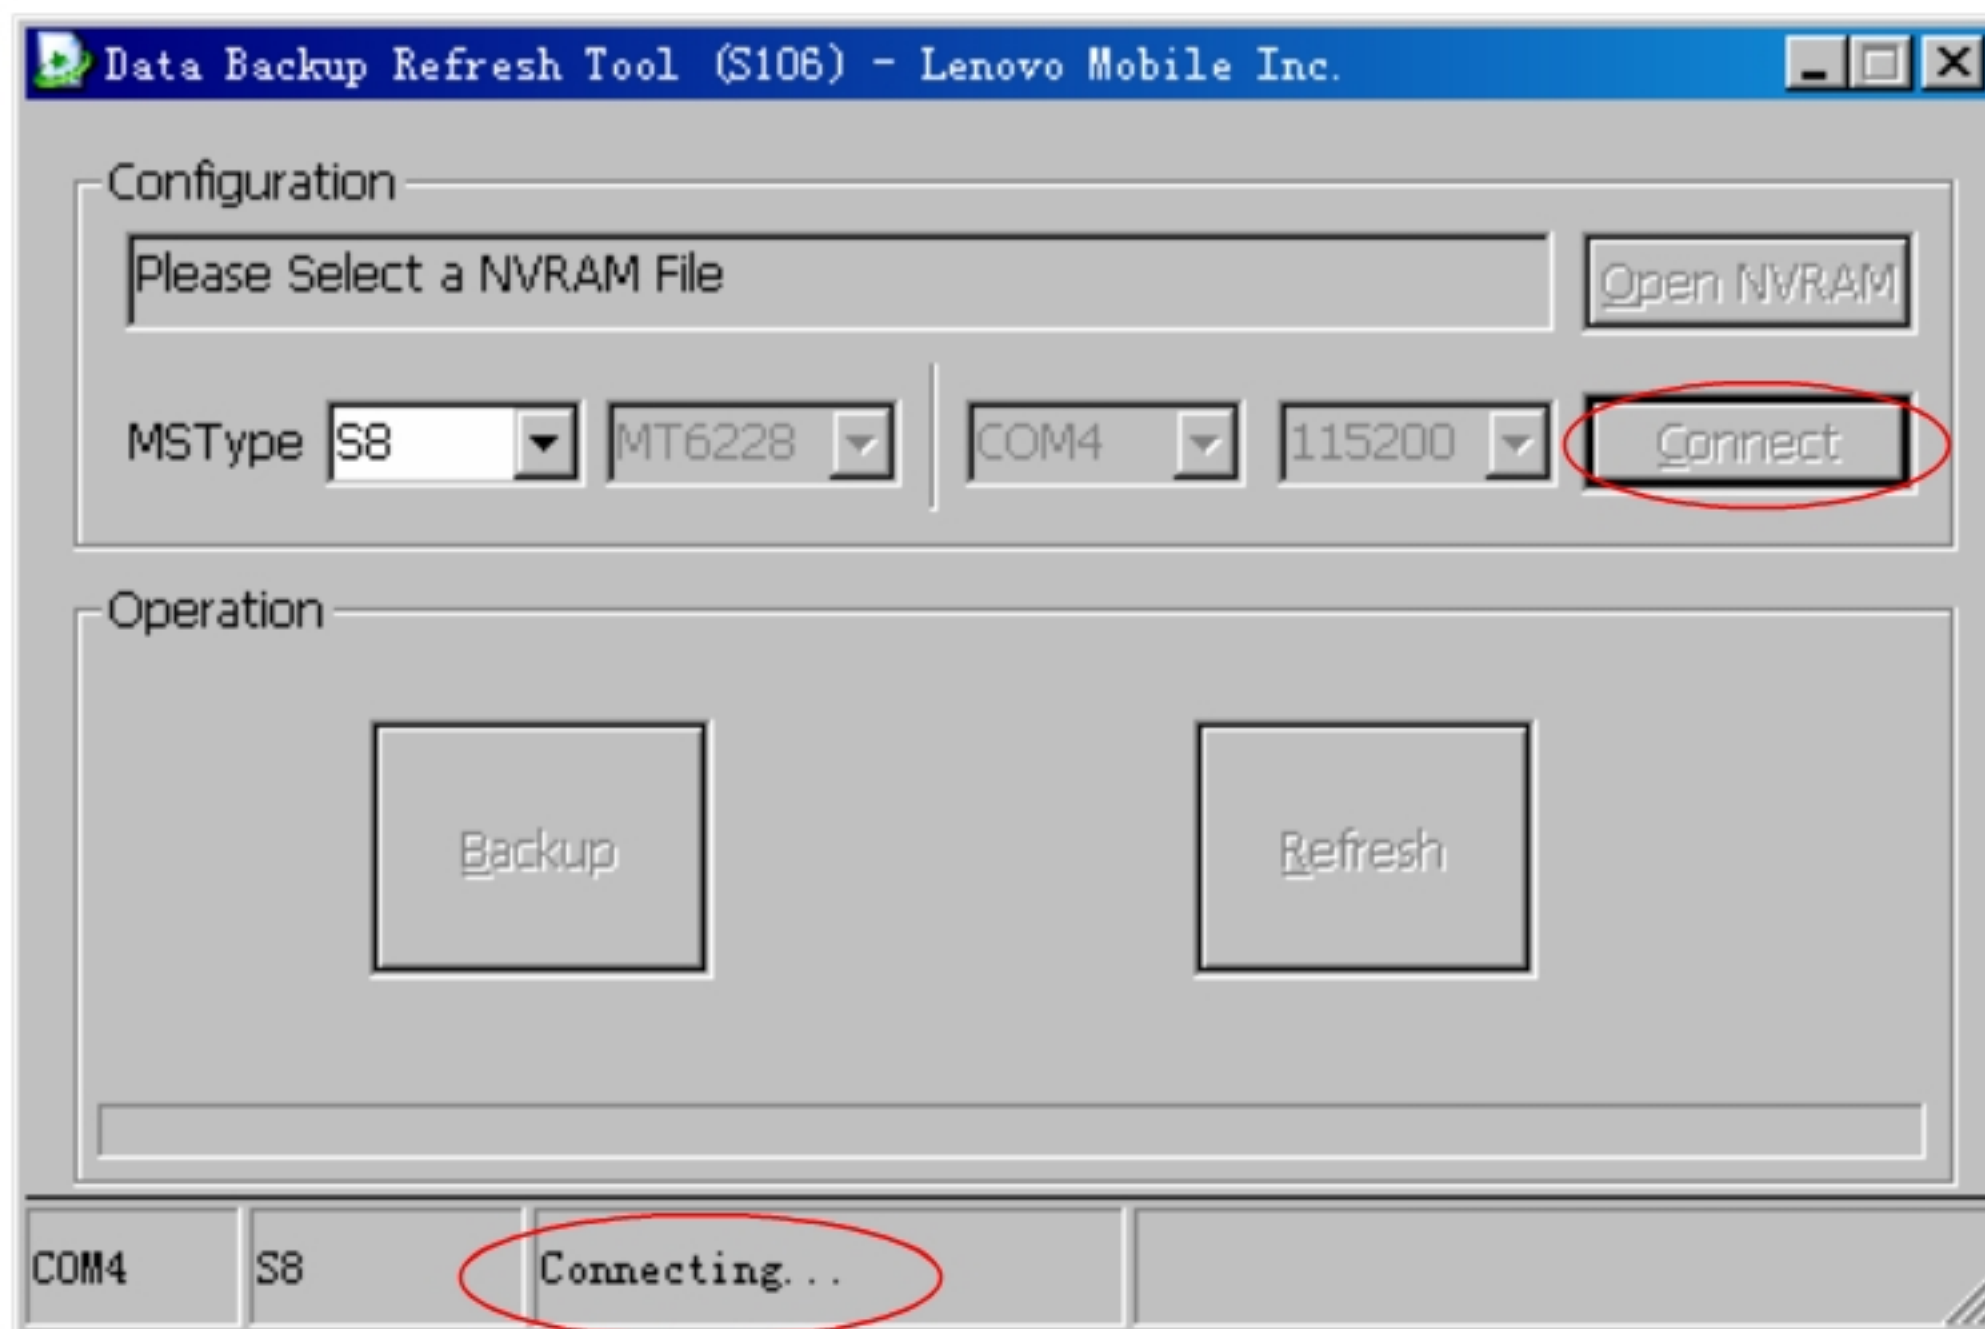 Data Backup Refresh Tool (S106) - Lenovo Mobile Inc.
Configuration
Please Select a NVRAM File
Open NVRAM
MSType S8 MT6228 COM4 115200 Connect
Operation
Backup Refresh
COM4 S8 Connecting...